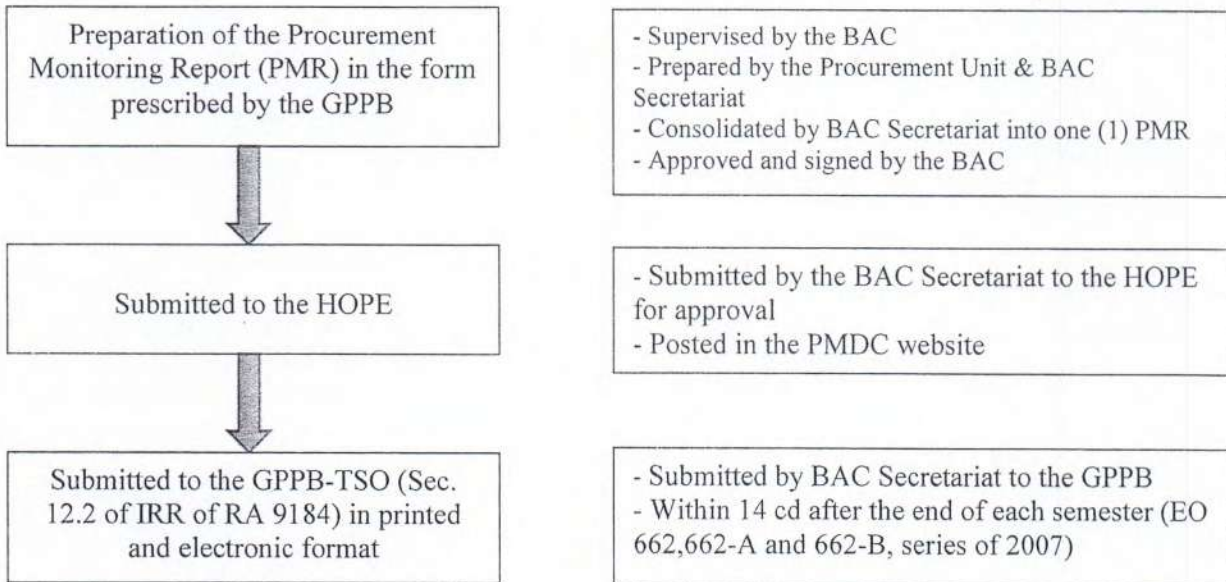 Preparation of the Procurement
Monitoring Report (PMR) in the form
prescribed by the GPPB
- Supervised by the BAC
- Prepared by the Procurement Unit & BAC
Secretariat
- Consolidated by BAC Secretariat into one (1) PMR
- Approved and signed by the BAC
Submitted to the HOPE
- Submitted by the BAC Secretariat to the HOPE
for approval
- Posted in the PMDC website
Submitted to the GPPB-TSO (Sec.
12.2 of IRR of RA 9184) in printed
and electronic format
- Submitted by BAC Secretariat to the GPPB
- Within 14 cd after the end of each semester (EO
662,662-A and 662-B, series of 2007)